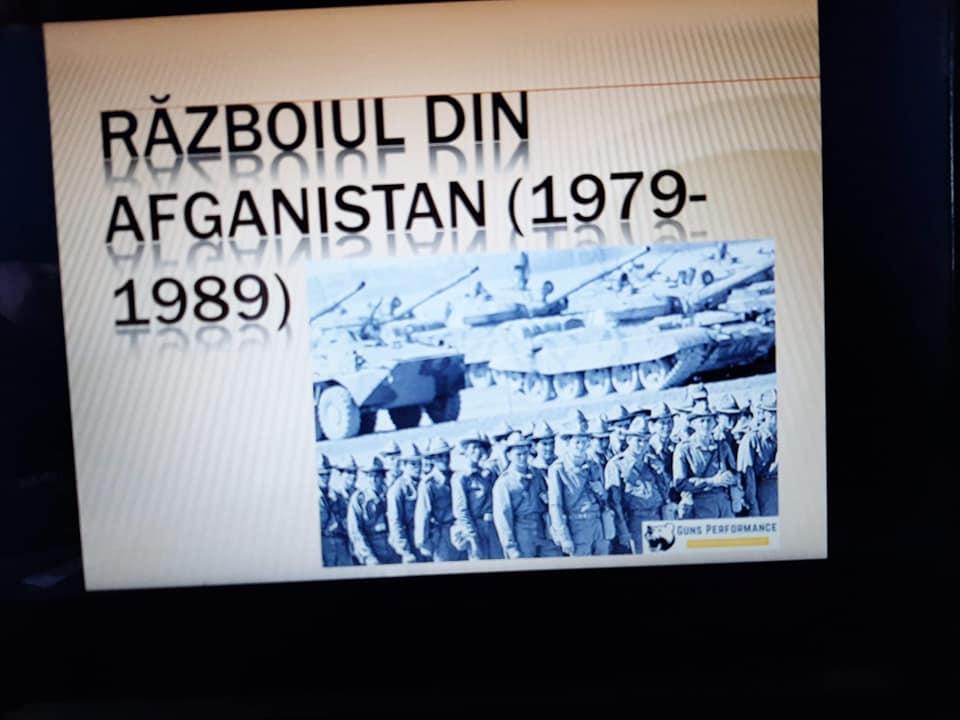 RĂZBOIUL DIN
AFGANISTAN (1979-
1989)
GUNS PERFORMANCE